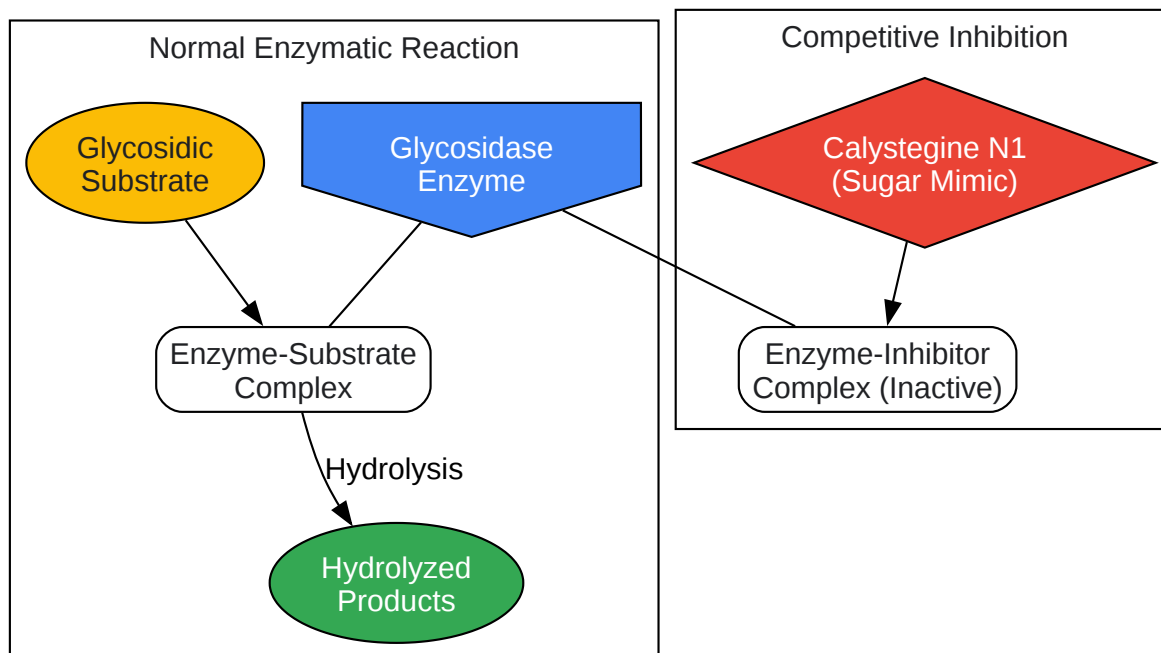 Normal Enzymatic Reaction
Glycosidic
Substrate
Glycosidase
Enzyme
Enzyme-Substrate
Complex
Hydrolysis
Hydrolyzed
Products
Competitive Inhibition
Calystegine N1
(Sugar Mimic)
Enzyme-Inhibitor
Complex (Inactive)